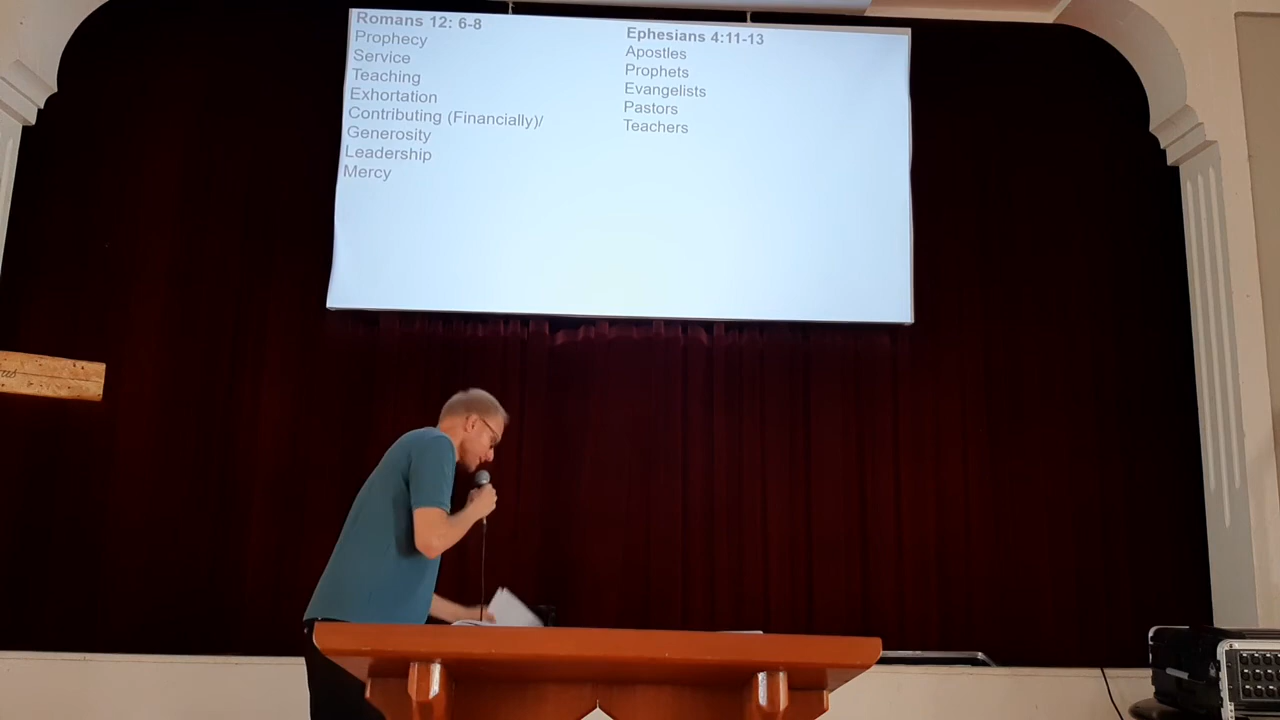 Romans 12: 6-8
Prophecy
Service
Teaching
Exhortation
Contributing (Financially)/
Generosity
Leadership
Mercy
Ephesians 4:11-13
Apostles
Prophets
Evangelists
Pastors
Teachers